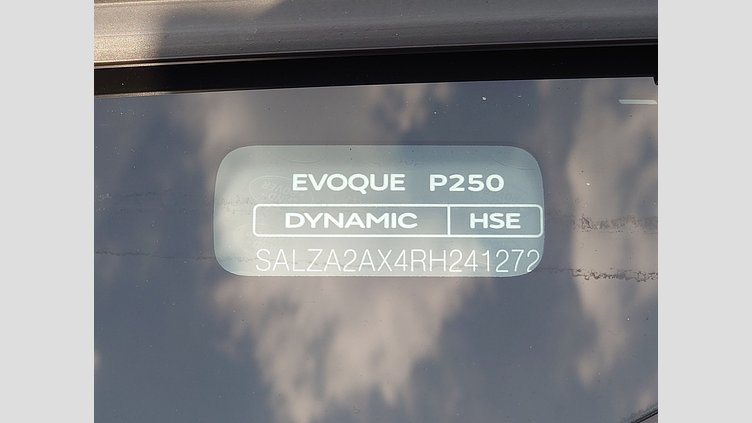 EVOQUE P250
DYNAMIC HSE
SALZA2AX4RH241272